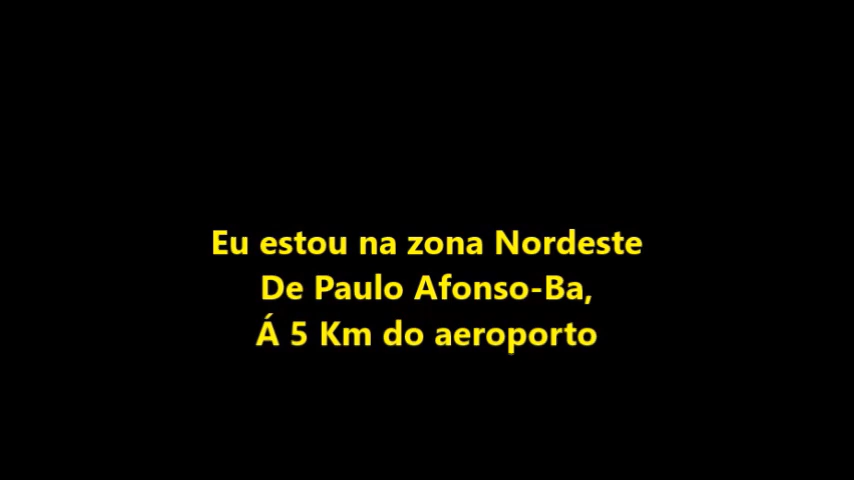 Eu estou na zona Nordeste
De Paulo Afonso-Ba,
Á 5 Km do aeroporto